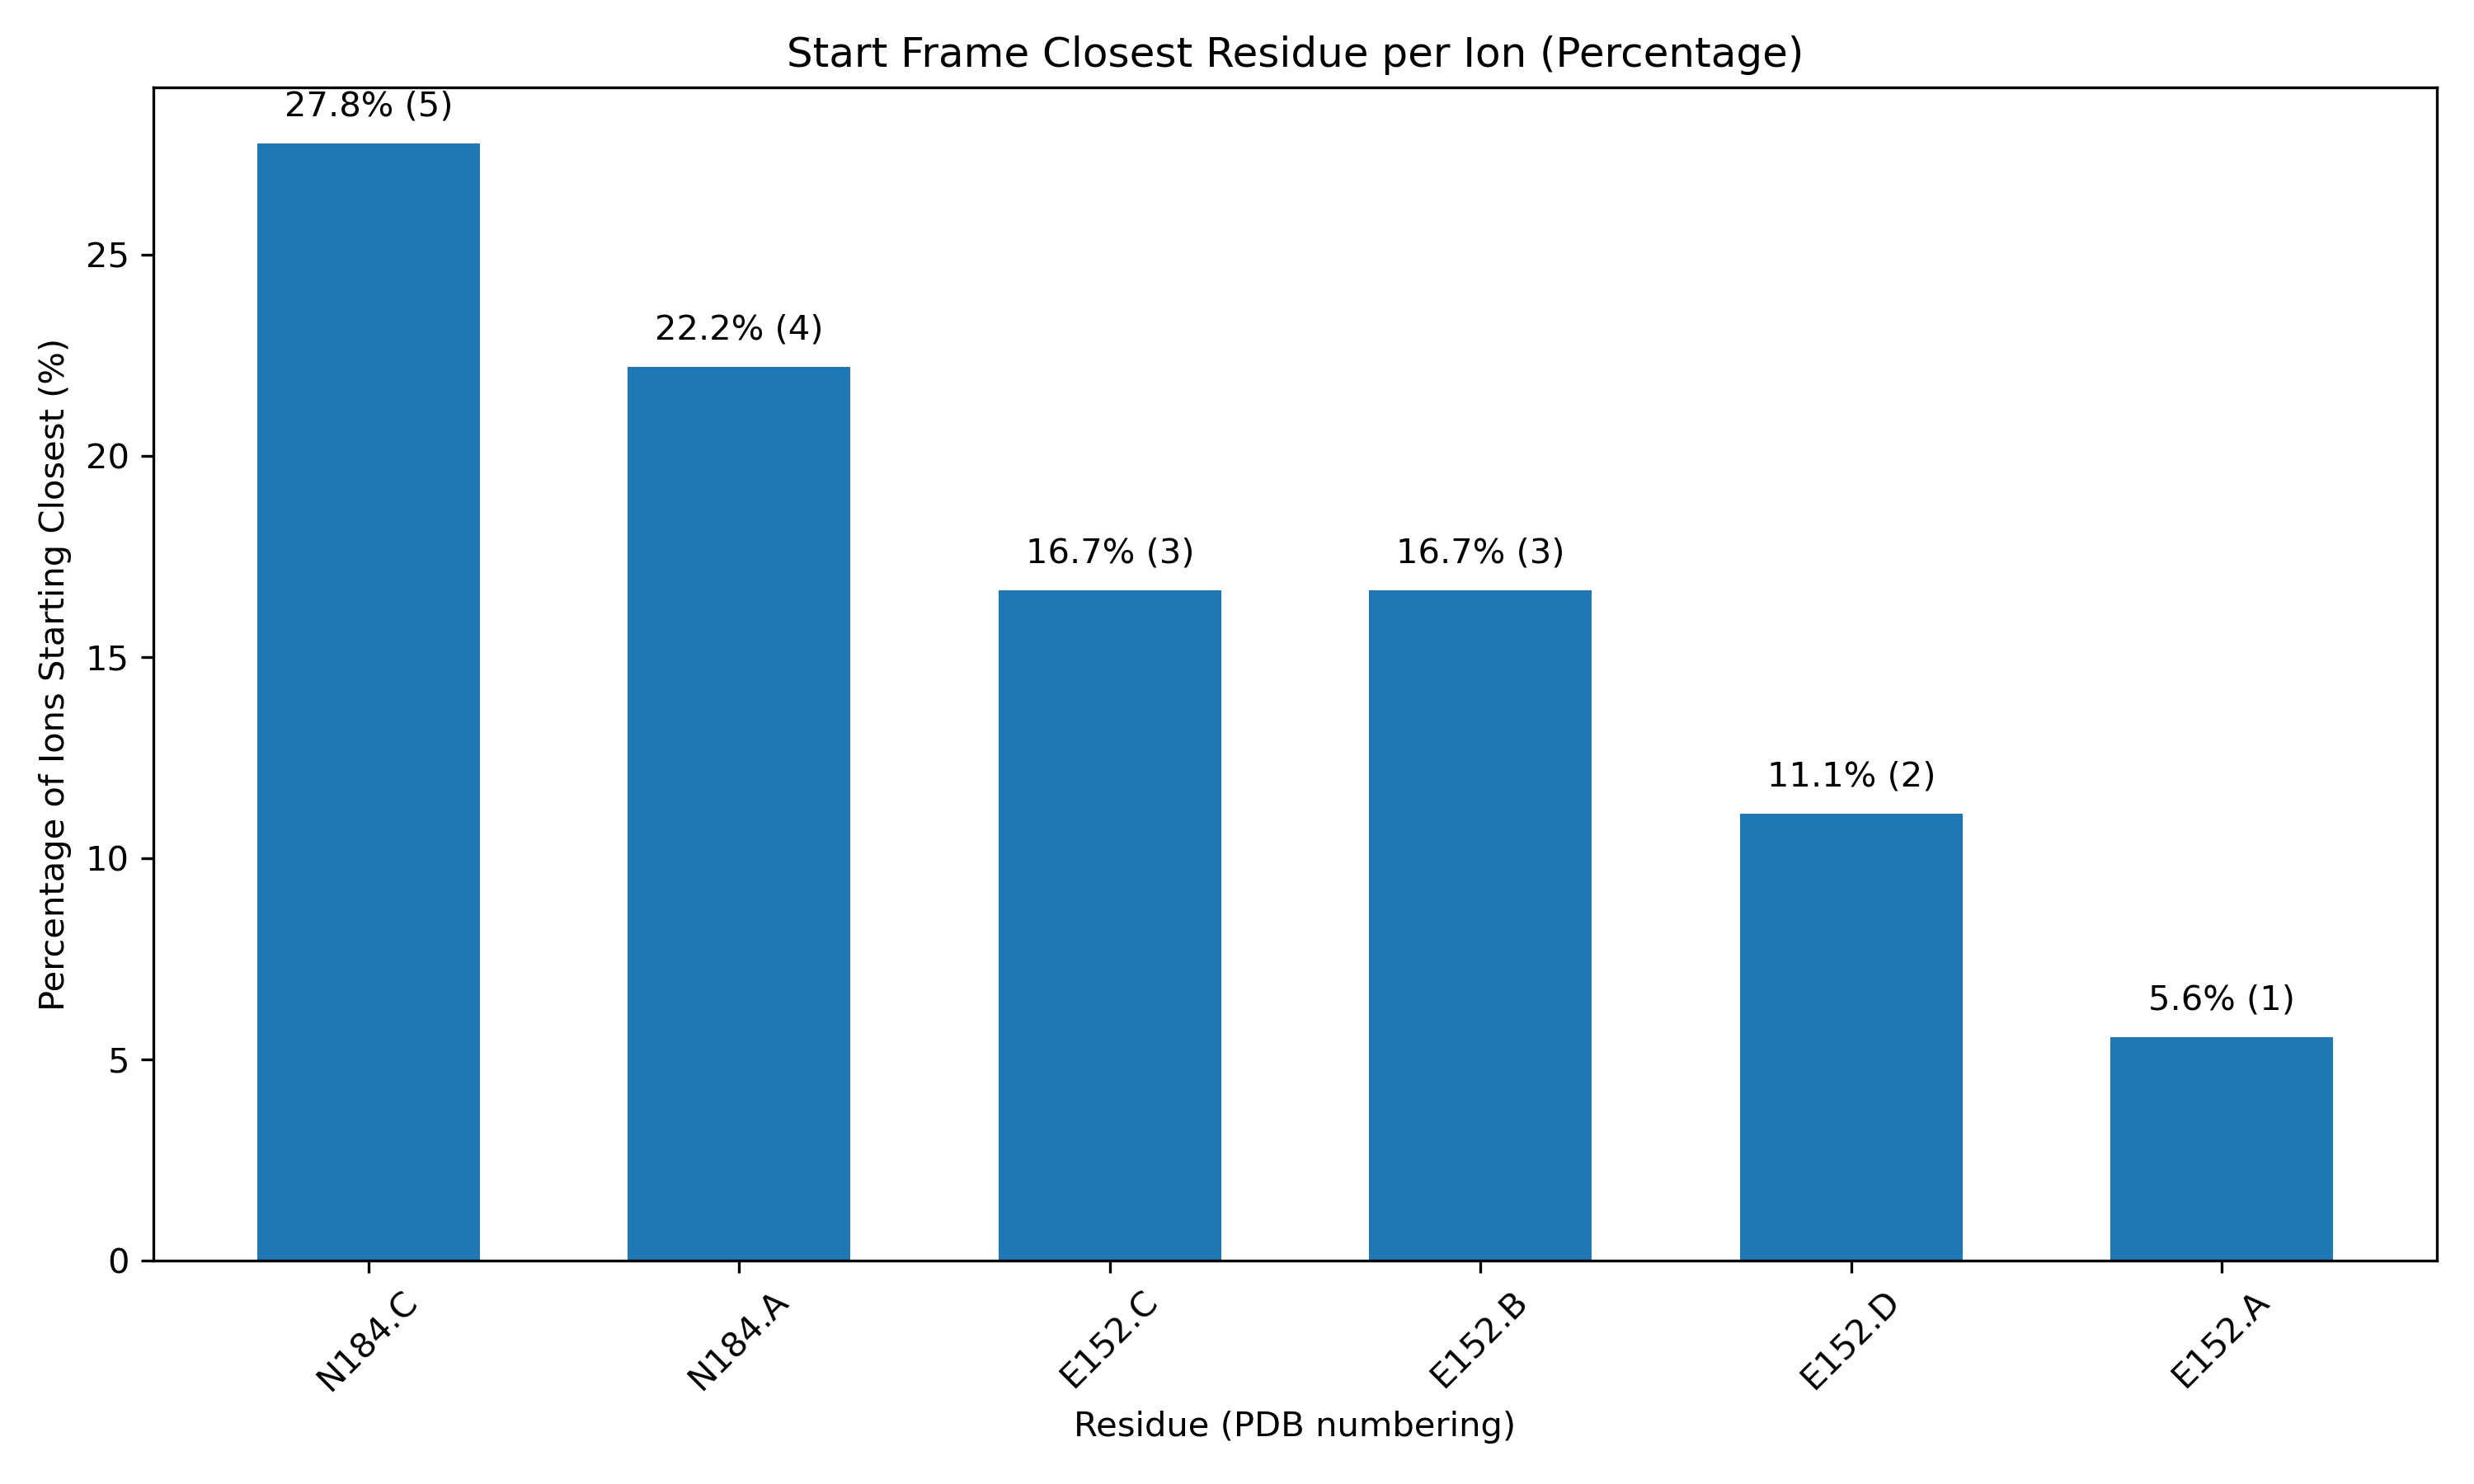 Start Frame Closest Residue per Ion (Percentage)
27.8% (5)
22.2% (4)
16.7% (3)
16.7% (3)
11.1% (2)
5.6% (1)
Percentage of Ions Starting Closest (%)
25
20
15
10
5
0
N184.C
N184.A
E152.C
E152.B
E152.D
E152.A
Residue (PDB numbering)